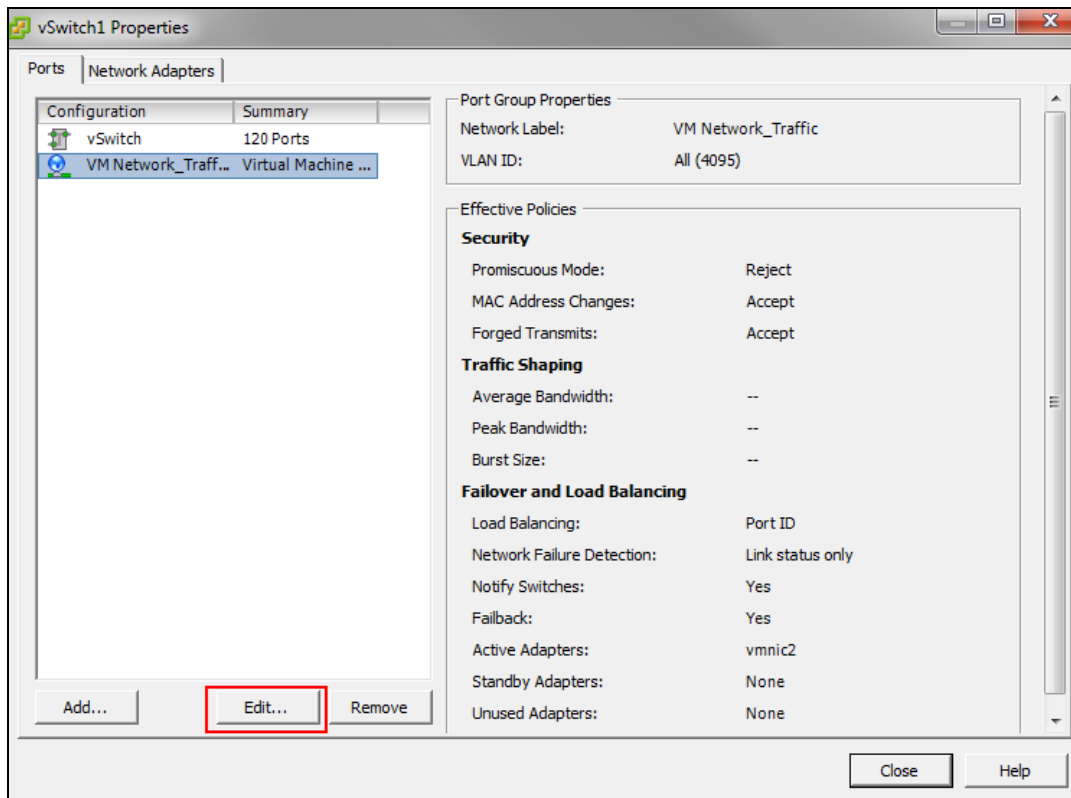 vSwitch1 Properties
Ports Network Adapters
Configuration Summary
vSwitch 120 Ports
VM Network_Traff... Virtual Machine ...
Add... Edit... Remove
Port Group Properties
Network Label: VM Network_Traffic
VLAN ID: All (4095)
Effective Policies
Security
Promiscuous Mode: Reject
MAC Address Changes: Accept
Forged Transmits: Accept
Traffic Shaping
Average Bandwidth: --
Peak Bandwidth: --
Burst Size: --
Failover and Load Balancing
Load Balancing: Port ID
Network Failure Detection: Link status only
Notify Switches: Yes
Failback: Yes
Active Adapters: vmnic2
Standby Adapters: None
Unused Adapters: None
Close Help